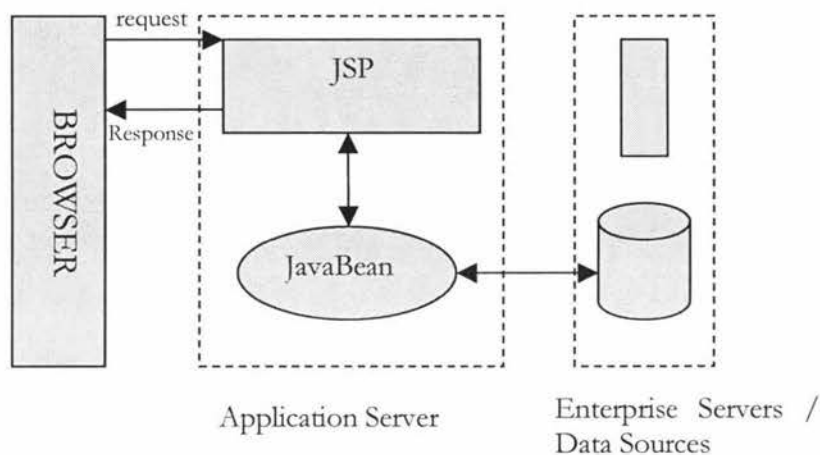 request
JSP
Response
BROWSER
JavaBean
Application Server
Enterprise Servers /
Data Sources